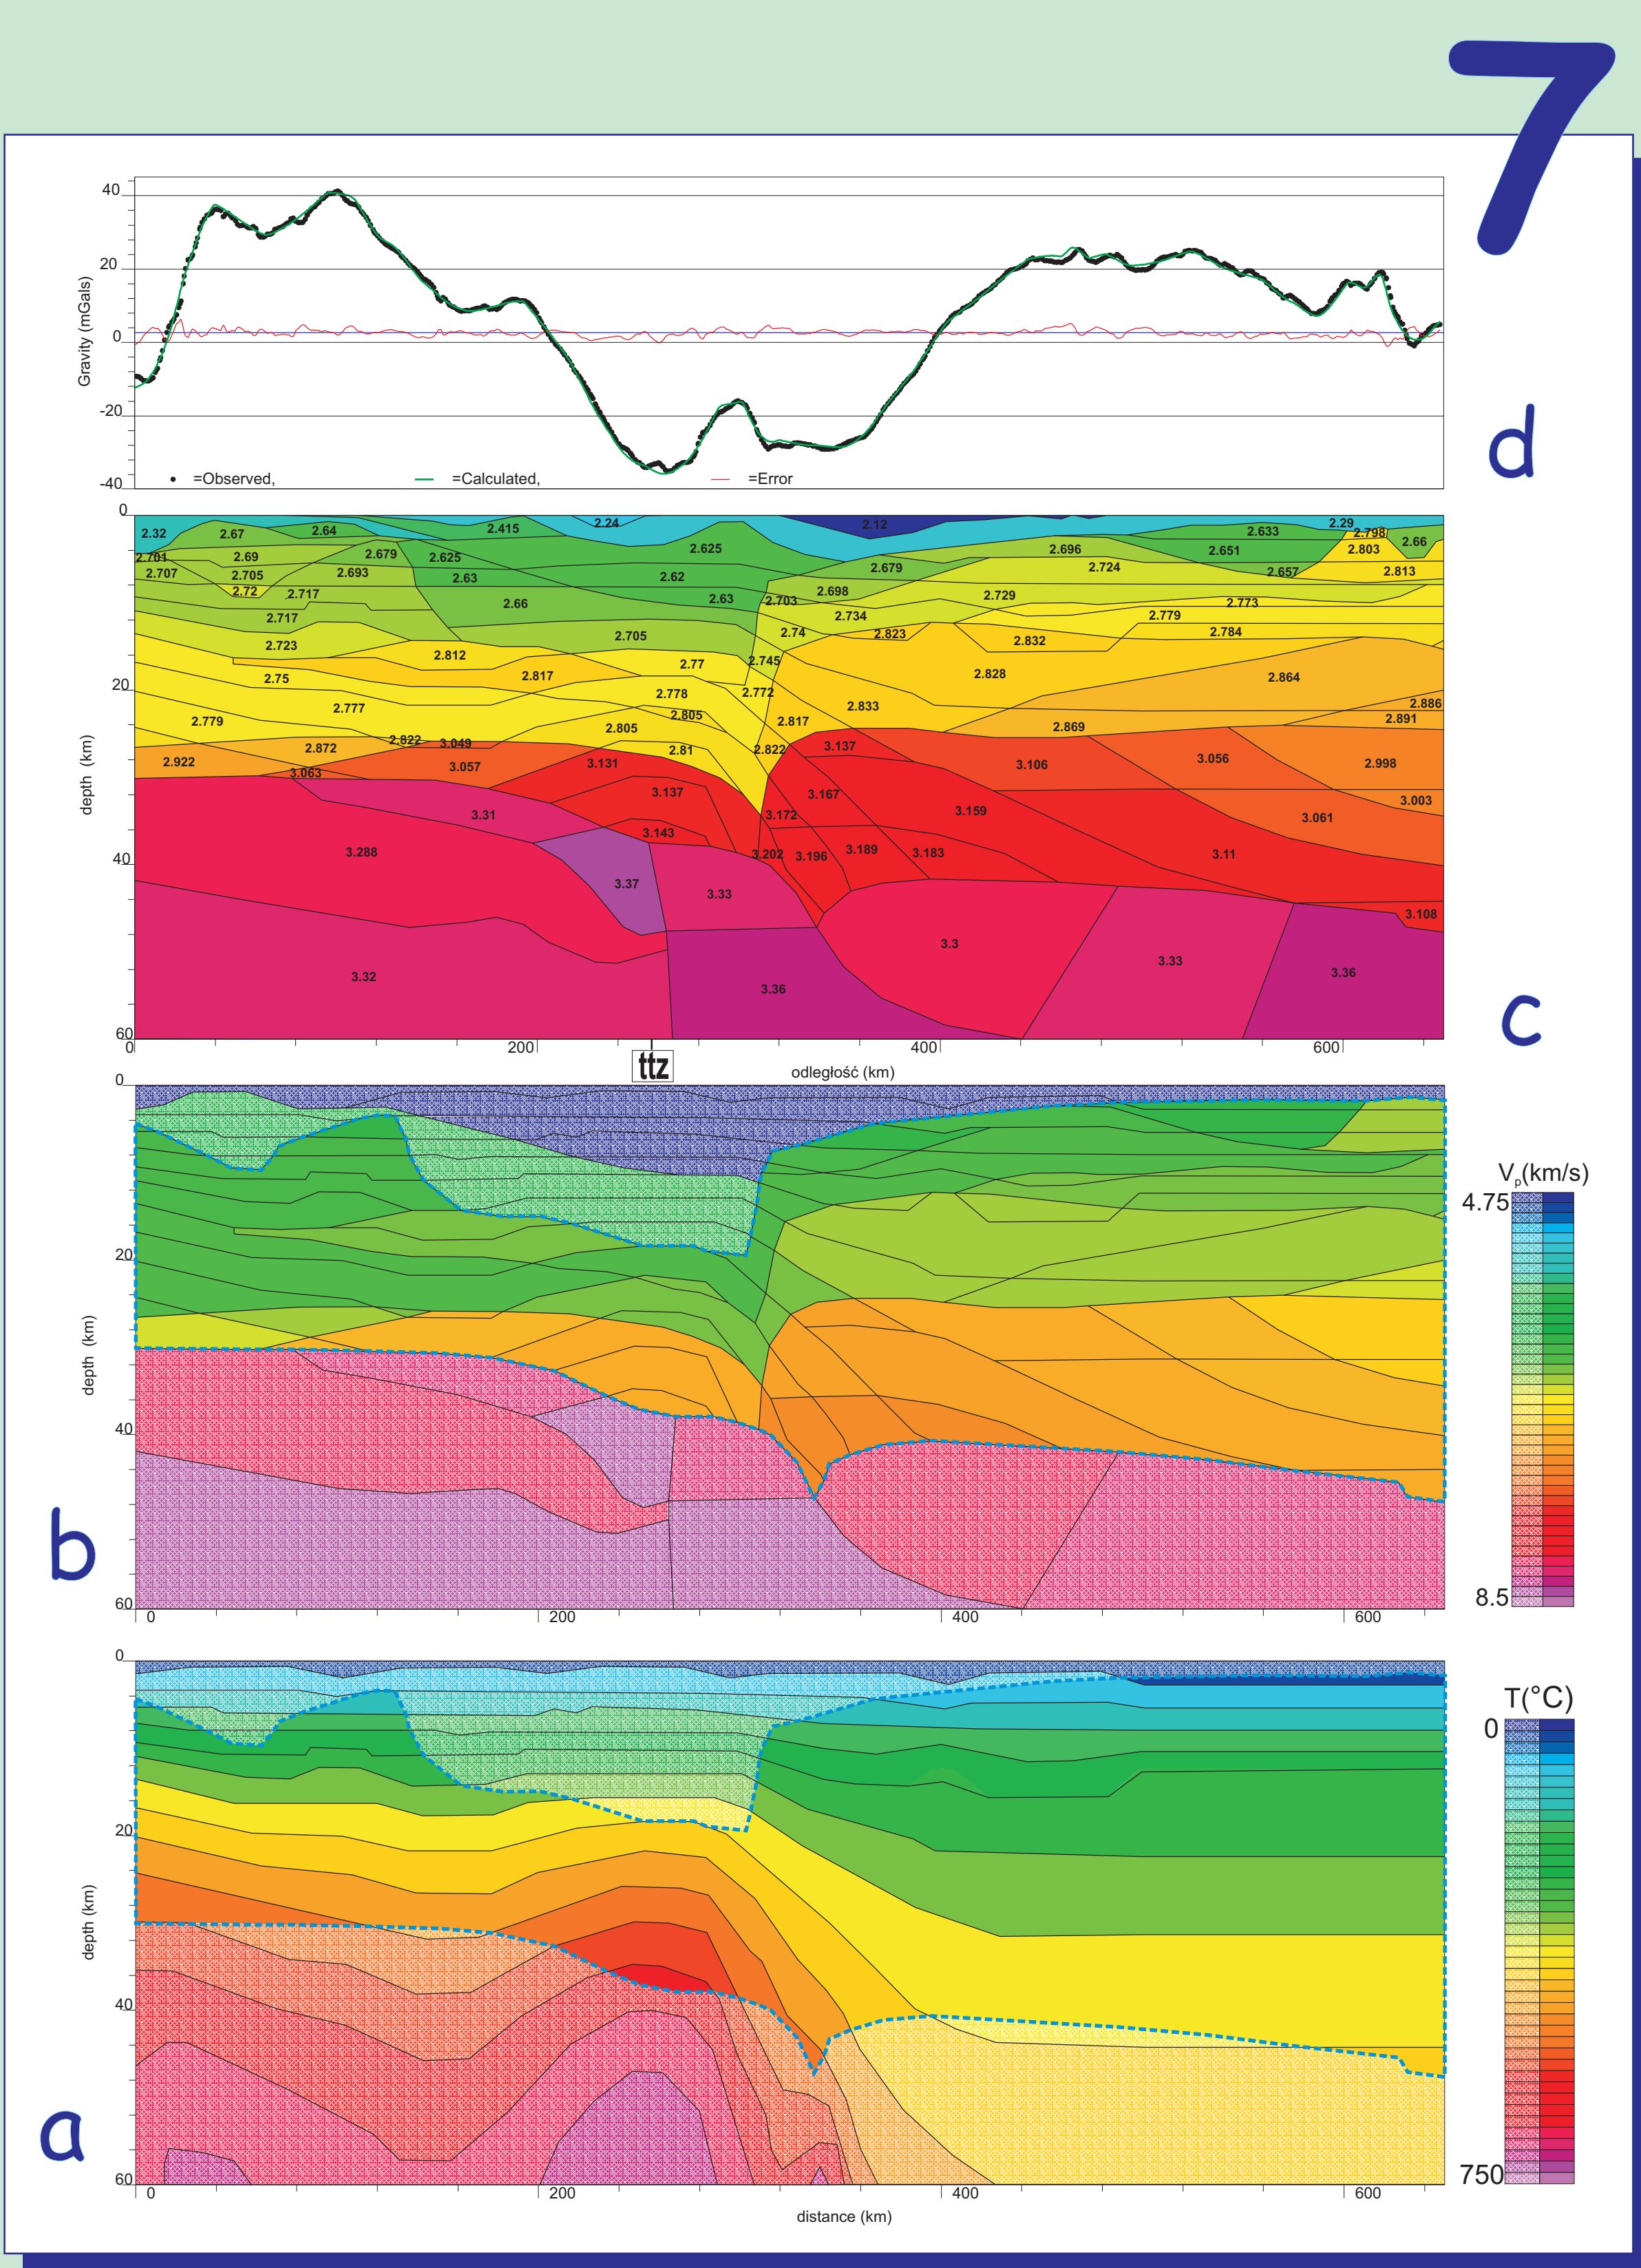 7
40
20
0
-20
-40
Gravity (mGals)
=Observed, =Calculated, =Error
d
0
20
40
60
depth (km)
2.32 2.67 2.64 2.415 2.24 2.12 2.633 2.29 2.798
2.701 2.69 2.679 2.625 2.625 2.679 2.696 2.651 2.803 2.66
2.707 2.705 2.693 2.63 2.62 2.698 2.724 2.657 2.813
2.72 2.717 2.66 2.63 2.703 2.729 2.773
2.717 2.705 2.74 2.734 2.823 2.832 2.779 2.784
2.723 2.812 2.77 2.745
2.75 2.817 2.828 2.864
2.777 2.778 2.772 2.833 2.886
2.779 2.805 2.805 2.817 2.869 2.891
2.872 2.822 3.049 2.81 2.822 3.137
2.922 3.063 3.057 3.131 3.106 3.056 2.998
3.137 3.167 3.003
3.31 3.172 3.159 3.061
3.143
3.288 3.202 3.196 3.189 3.183 3.11
3.37 3.33
3.108
3.3
3.32 3.36 3.33 3.36
0 200 400 600
ttz
odległość (km)
c
0
20
40
60
depth (km)
0 200 400 600
b
Vp(km/s)
4.75
8.5
0
20
40
60
depth (km)
0 200 400 600
distance (km)
a
T(°C)
0
750